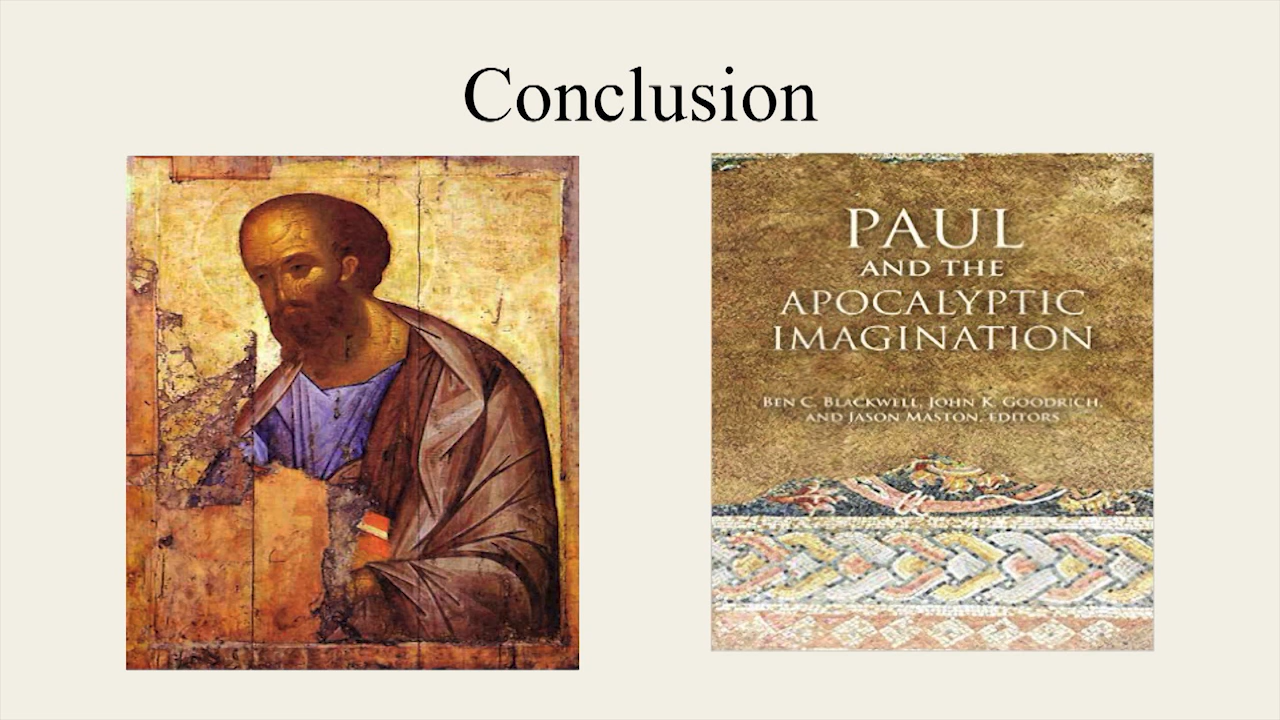 Conclusion
PAUL
AND THE
APOCALYPTIC
IMAGINATION
BEN C. BLACKWELL, JOHN K. GOODRICH,
AND JASON MASTON, EDITORS